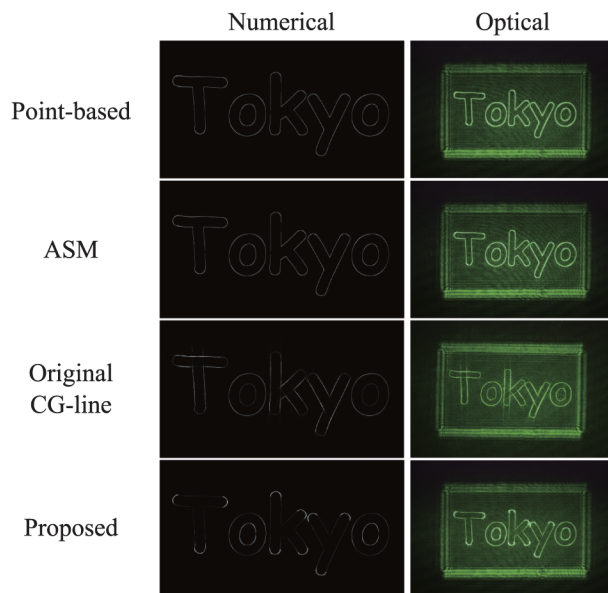 Numerical Optical
Point-based Tokyo Tokyo
ASM Tokyo Tokyo
Original
CG-line Tokyo Tokyo
Proposed Tokyo Tokyo